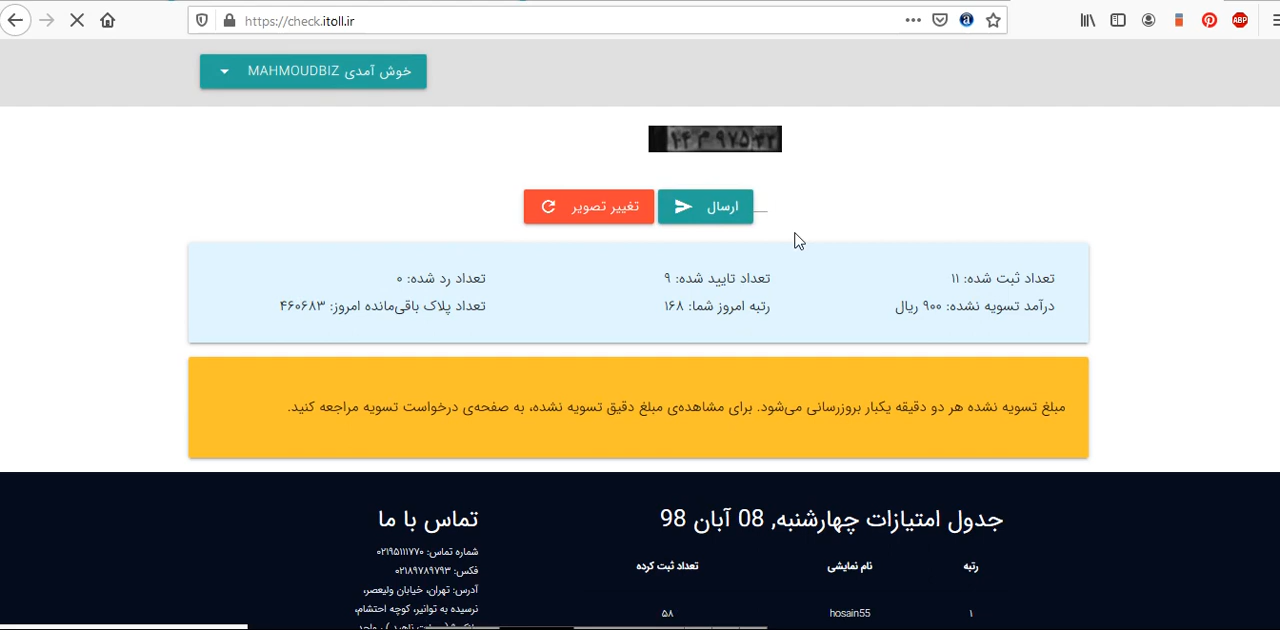 https://check.itoll.ir
خوش آمدی MAHMOUDBIZ
ارسال
تغییر تصویر
تعداد ثبت شده: ۱۱
تعداد تایید شده: ۹
تعداد رد شده: ۰
درآمد تسویه نشده: ۹۰۰ ریال
رتبه امروز شما: ۱۶۸
تعداد پلاک باقی‌مانده امروز: ۴۶۰۶۸۳
مبلغ تسویه نشده هر دو دقیقه یکبار بروزرسانی می‌شود. برای مشاهده‌ی مبلغ دقیق تسویه نشده، به صفحه‌ی درخواست تسویه مراجعه کنید.
جدول امتیازات چهارشنبه, 08 آبان 98
رتبه
نام نمایشی
تعداد ثبت کرده
۱
hosain55
۵۸
تماس با ما
شماره تماس: ۰۲۱۹۵۱۱۱۷۷۰
فکس: ۰۲۱۸۹۷۸۹۷۹۳
آدرس: تهران، خیابان ولیعصر،
نرسیده به توانیر، کوچه احتشام،
ABP